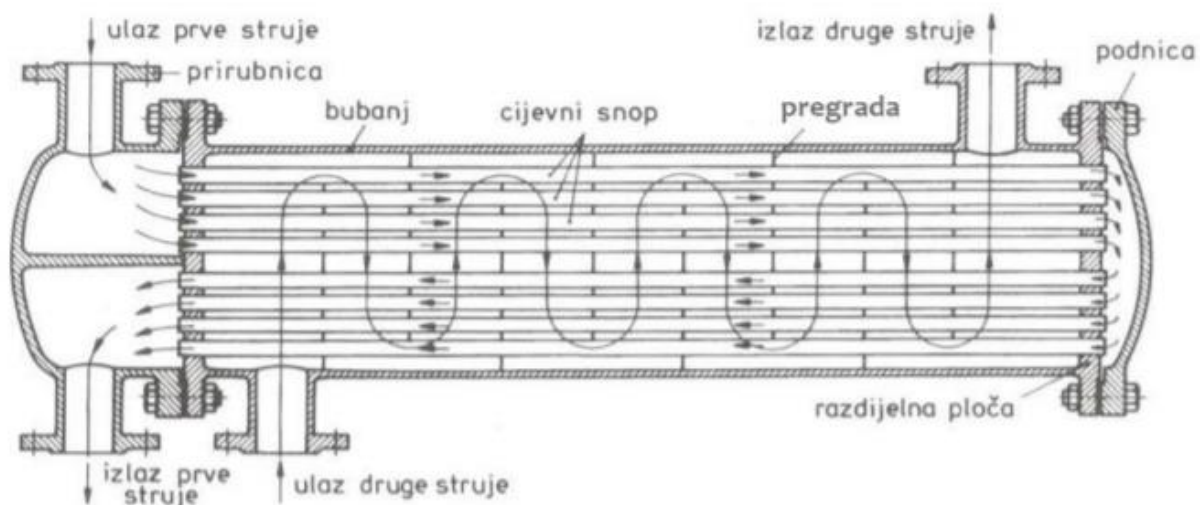 ulaz prve struje
izlaz druge struje
prirubnica
podnica
bubanj
cijevni snop
pregrada
razdijelna ploča
izlaz prve
struje
ulaz druge struje